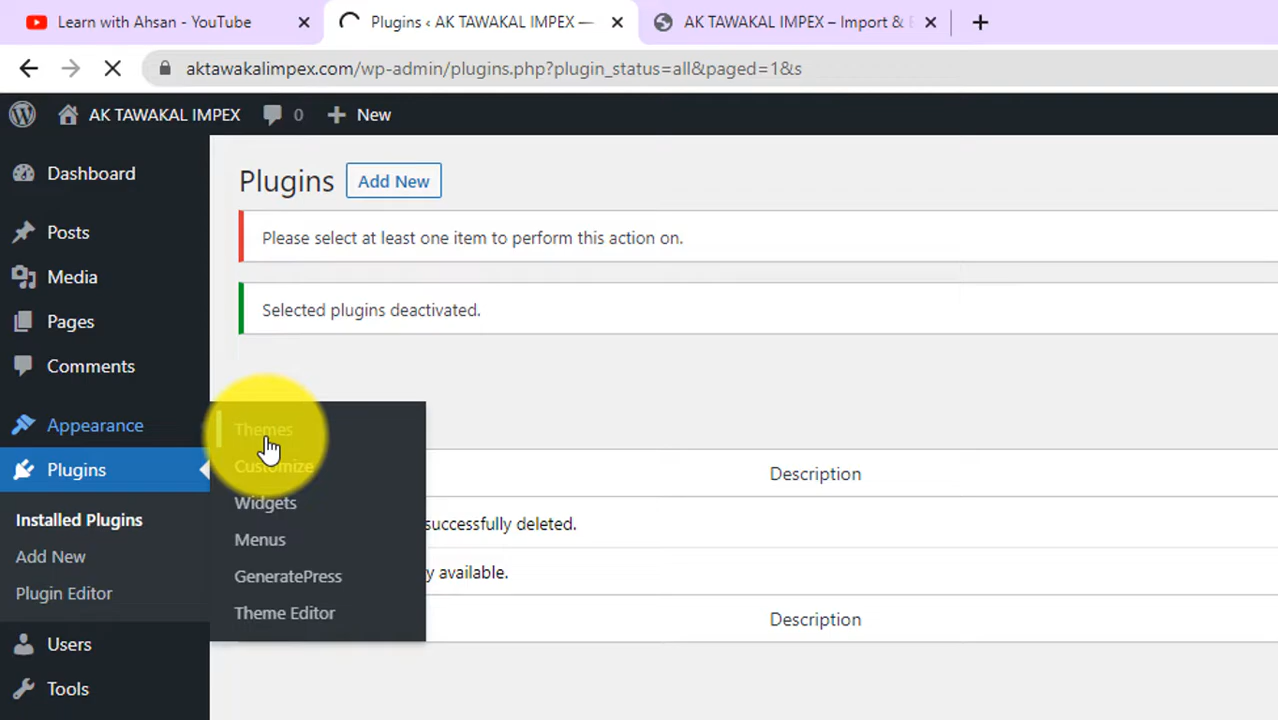 Learn with Ahsan - YouTube
Plugins ‹ AK TAWAKAL IMPEX —
AK TAWAKAL IMPEX – Import &
aktawakalimpex.com/wp-admin/plugins.php?plugin_status=all&paged=1&s
AK TAWAKAL IMPEX 0 New
Dashboard
Posts
Media
Pages
Comments
Appearance
Plugins
Installed Plugins
Add New
Plugin Editor
Users
Tools
Plugins Add New
Please select at least one item to perform this action on.
Selected plugins deactivated.
Themes
Customize
Widgets
Menus
GeneratePress
Theme Editor
Description
successfully deleted.
available.
Description